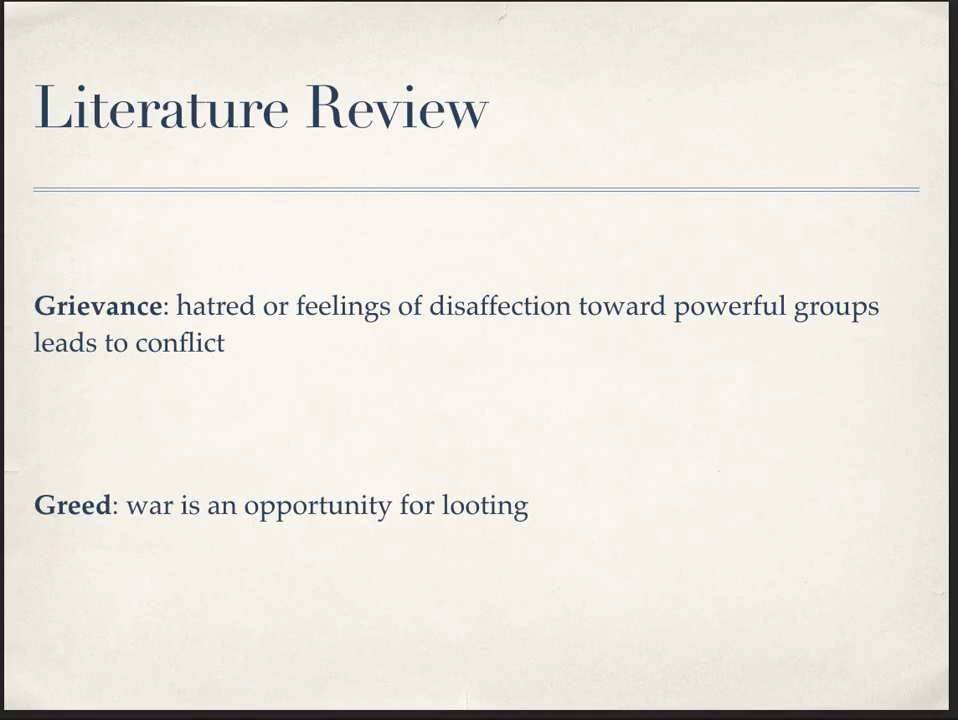 Literature Review
Grievance: hatred or feelings of disaffection toward powerful groups
leads to conflict
Greed: war is an opportunity for looting